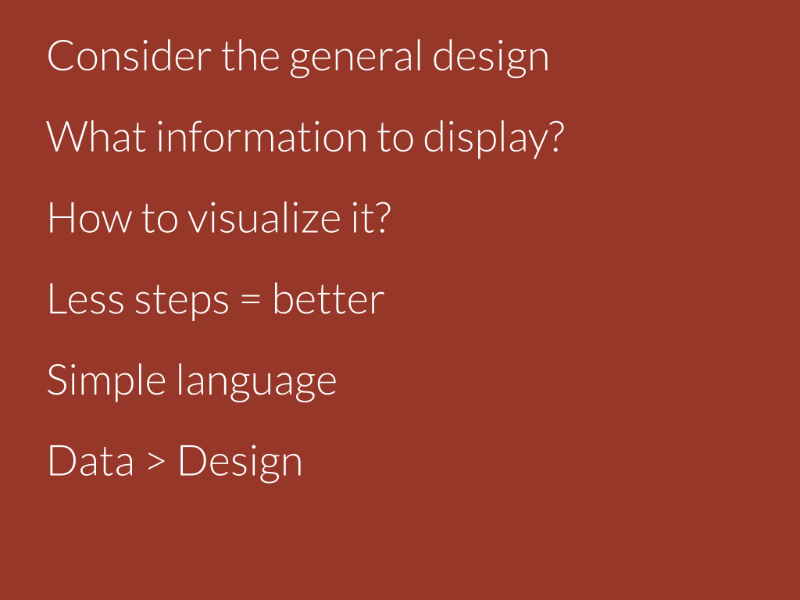 Consider the general design
What information to display?
How to visualize it?
Less steps = better
Simple language
Data > Design